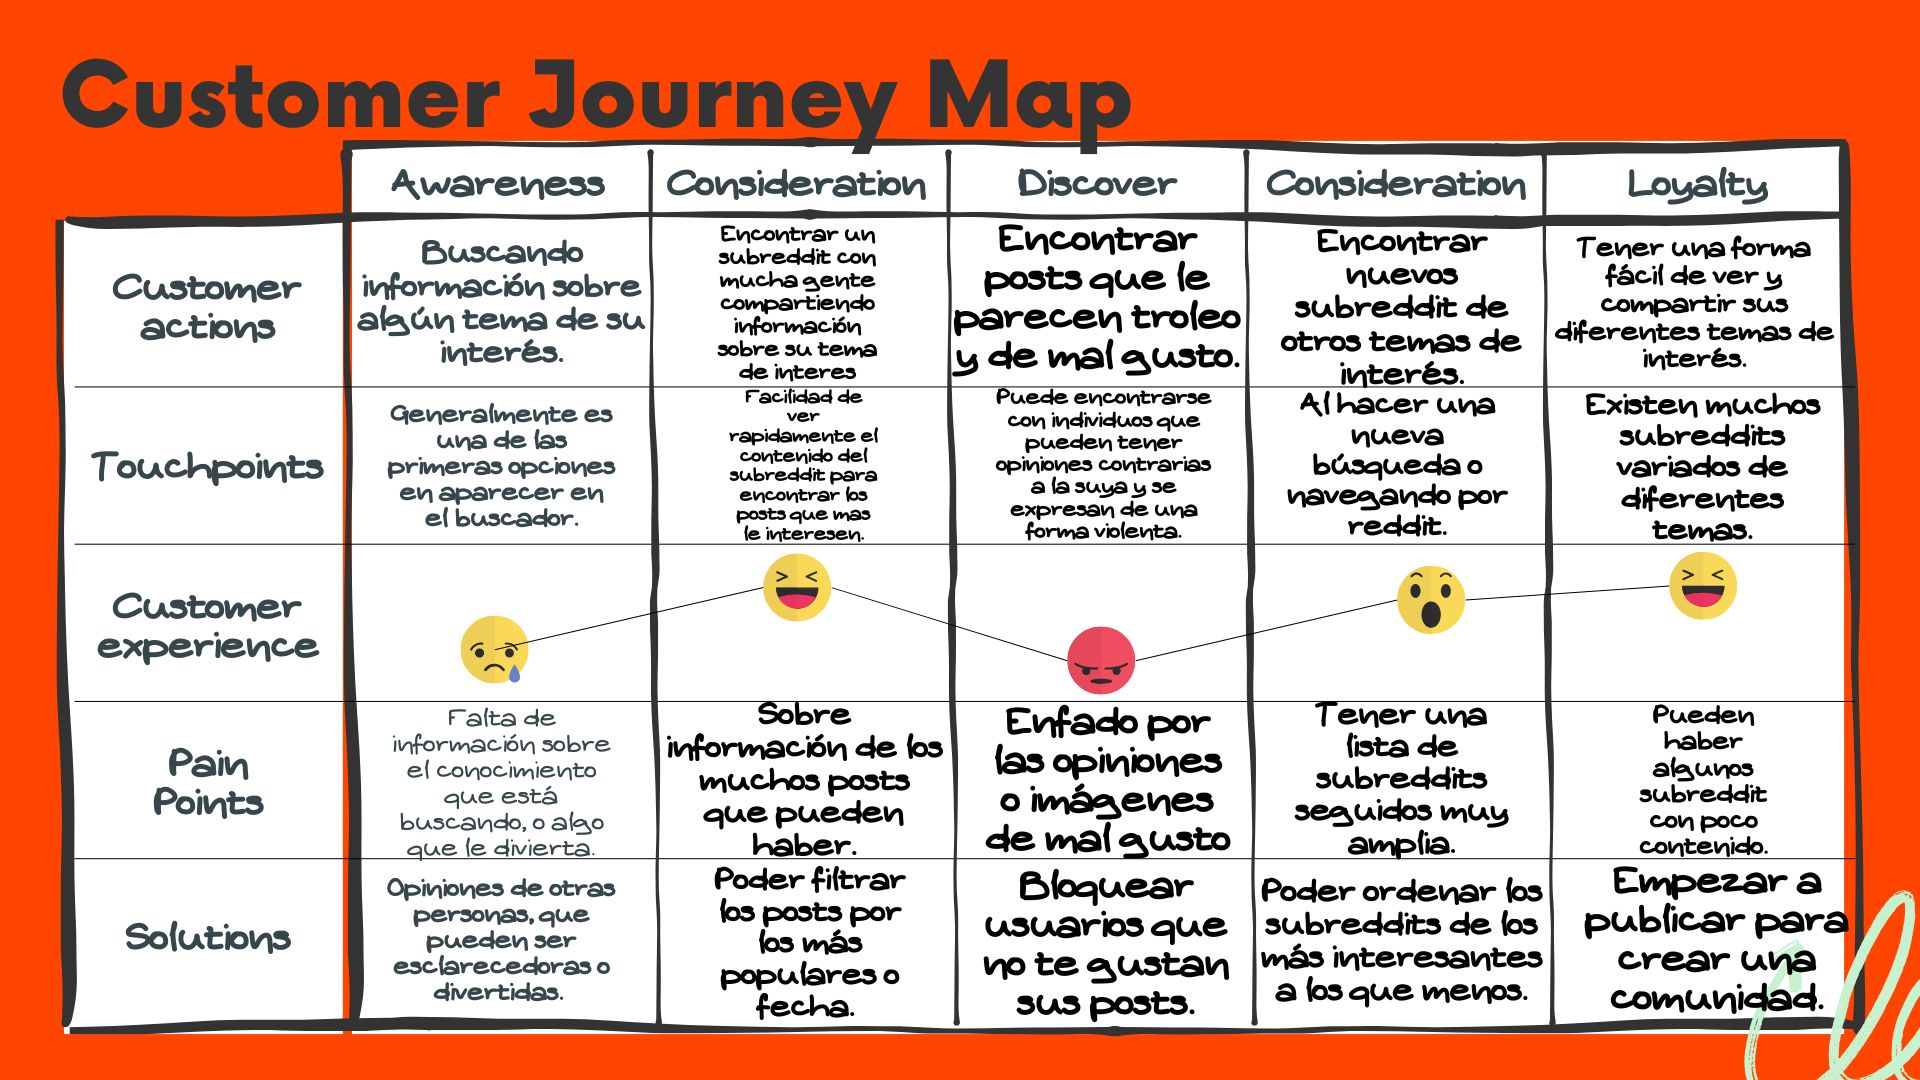 Customer Journey Map
Awareness
Consideration
Discover
Consideration
Loyalty
Customer
actions
Buscando
información sobre
algún tema de su
interés.
Encontrar un
subreddit con
mucha gente
compartiendo
información
sobre su tema
de interes
Encontrar
posts que le
parecen troleo
y de mal gusto.
Encontrar
nuevos
subreddit de
otros temas de
interés.
Tener una forma
fácil de ver y
compartir sus
diferentes temas de
interés.
Touchpoints
Generalmente es
una de las
primeras opciones
en aparecer en
el buscador.
Facilidad de
ver
rapidamente el
contenido del
subreddit para
encontrar los
posts que mas
le interesen.
Puede encontrarse
con individuos que
pueden tener
opiniones contrarias
a la suya y se
expresan de una
forma violenta.
Al hacer una
nueva
búsqueda o
navegando por
reddit.
Existen muchos
subreddits
variados de
diferentes
temas.
Customer
experience
Pain
Points
Falta de
información sobre
el conocimiento
que está
buscando, o algo
que le divierta.
Sobre
información de los
muchos posts
que pueden
haber.
Enfado por
las opiniones
o imágenes
de mal gusto
Tener una
lista de
subreddits
seguidos muy
amplia.
Pueden
haber
algunos
subreddit
con poco
contenido.
Solutions
Opiniones de otras
personas, que
pueden ser
esclarecedoras o
divertidas.
Poder filtrar
los posts por
los más
populares o
fecha.
Bloquear
usuarios que
no te gustan
sus posts.
Poder ordenar los
subreddits de los
más interesantes
a los que menos.
Empezar a
publicar para
crear una
comunidad.